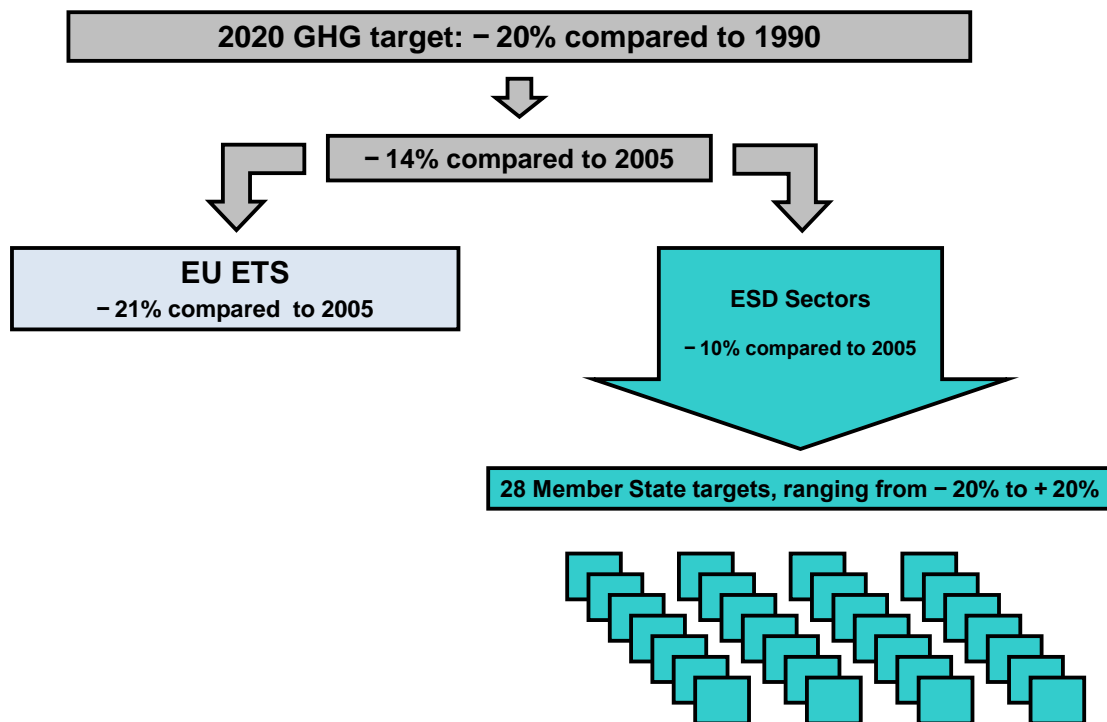 2020 GHG target: − 20% compared to 1990
− 14% compared to 2005
EU ETS
− 21% compared to 2005
ESD Sectors
− 10% compared to 2005
28 Member State targets, ranging from − 20% to + 20%